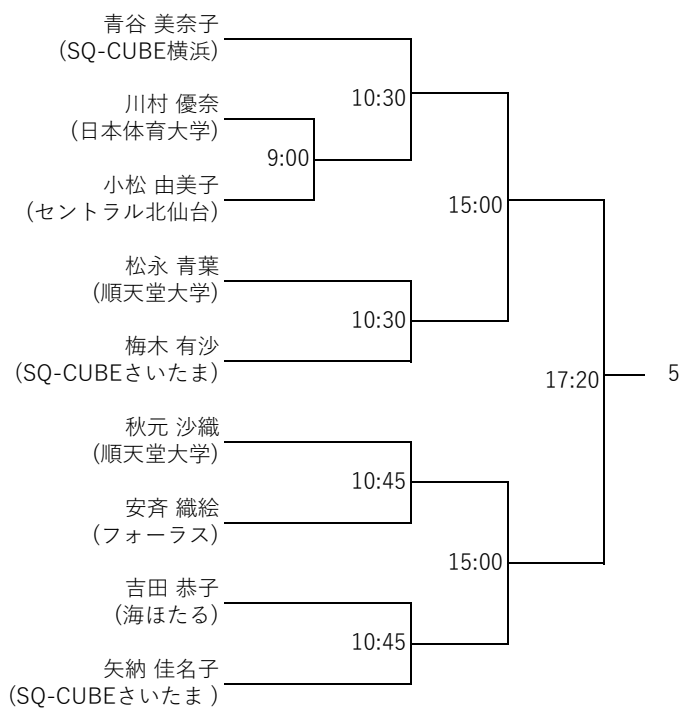 青谷 美奈子
(SQ-CUBE横浜)
10:30
川村 優奈
(日本体育大学)
9:00
小松 由美子
(セントラル北仙台)
15:00
松永 青葉
(順天堂大学)
10:30
梅木 有沙
(SQ-CUBEさいたま)
17:20
5
秋元 沙織
(順天堂大学)
10:45
安斉 織絵
(フォーラス)
15:00
吉田 恭子
(海ほたる)
10:45
矢納 佳名子
(SQ-CUBEさいたま )